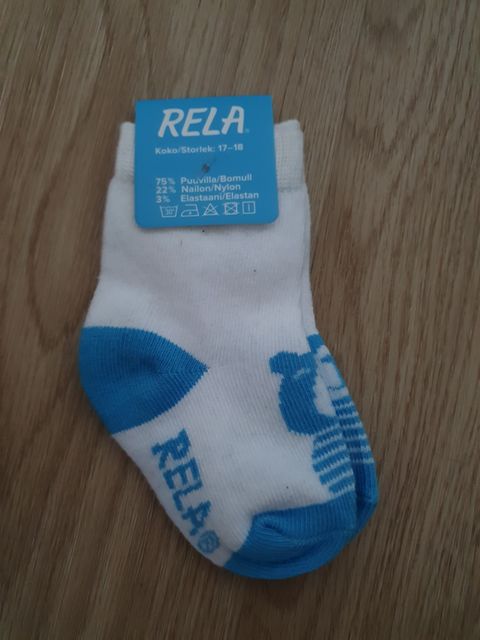 RELA®
Koko/Storlek: 17-18
75% Puuvilla/Bomull
22% Nailon/Nylon
3% Elastaani/Elastan
RELA®